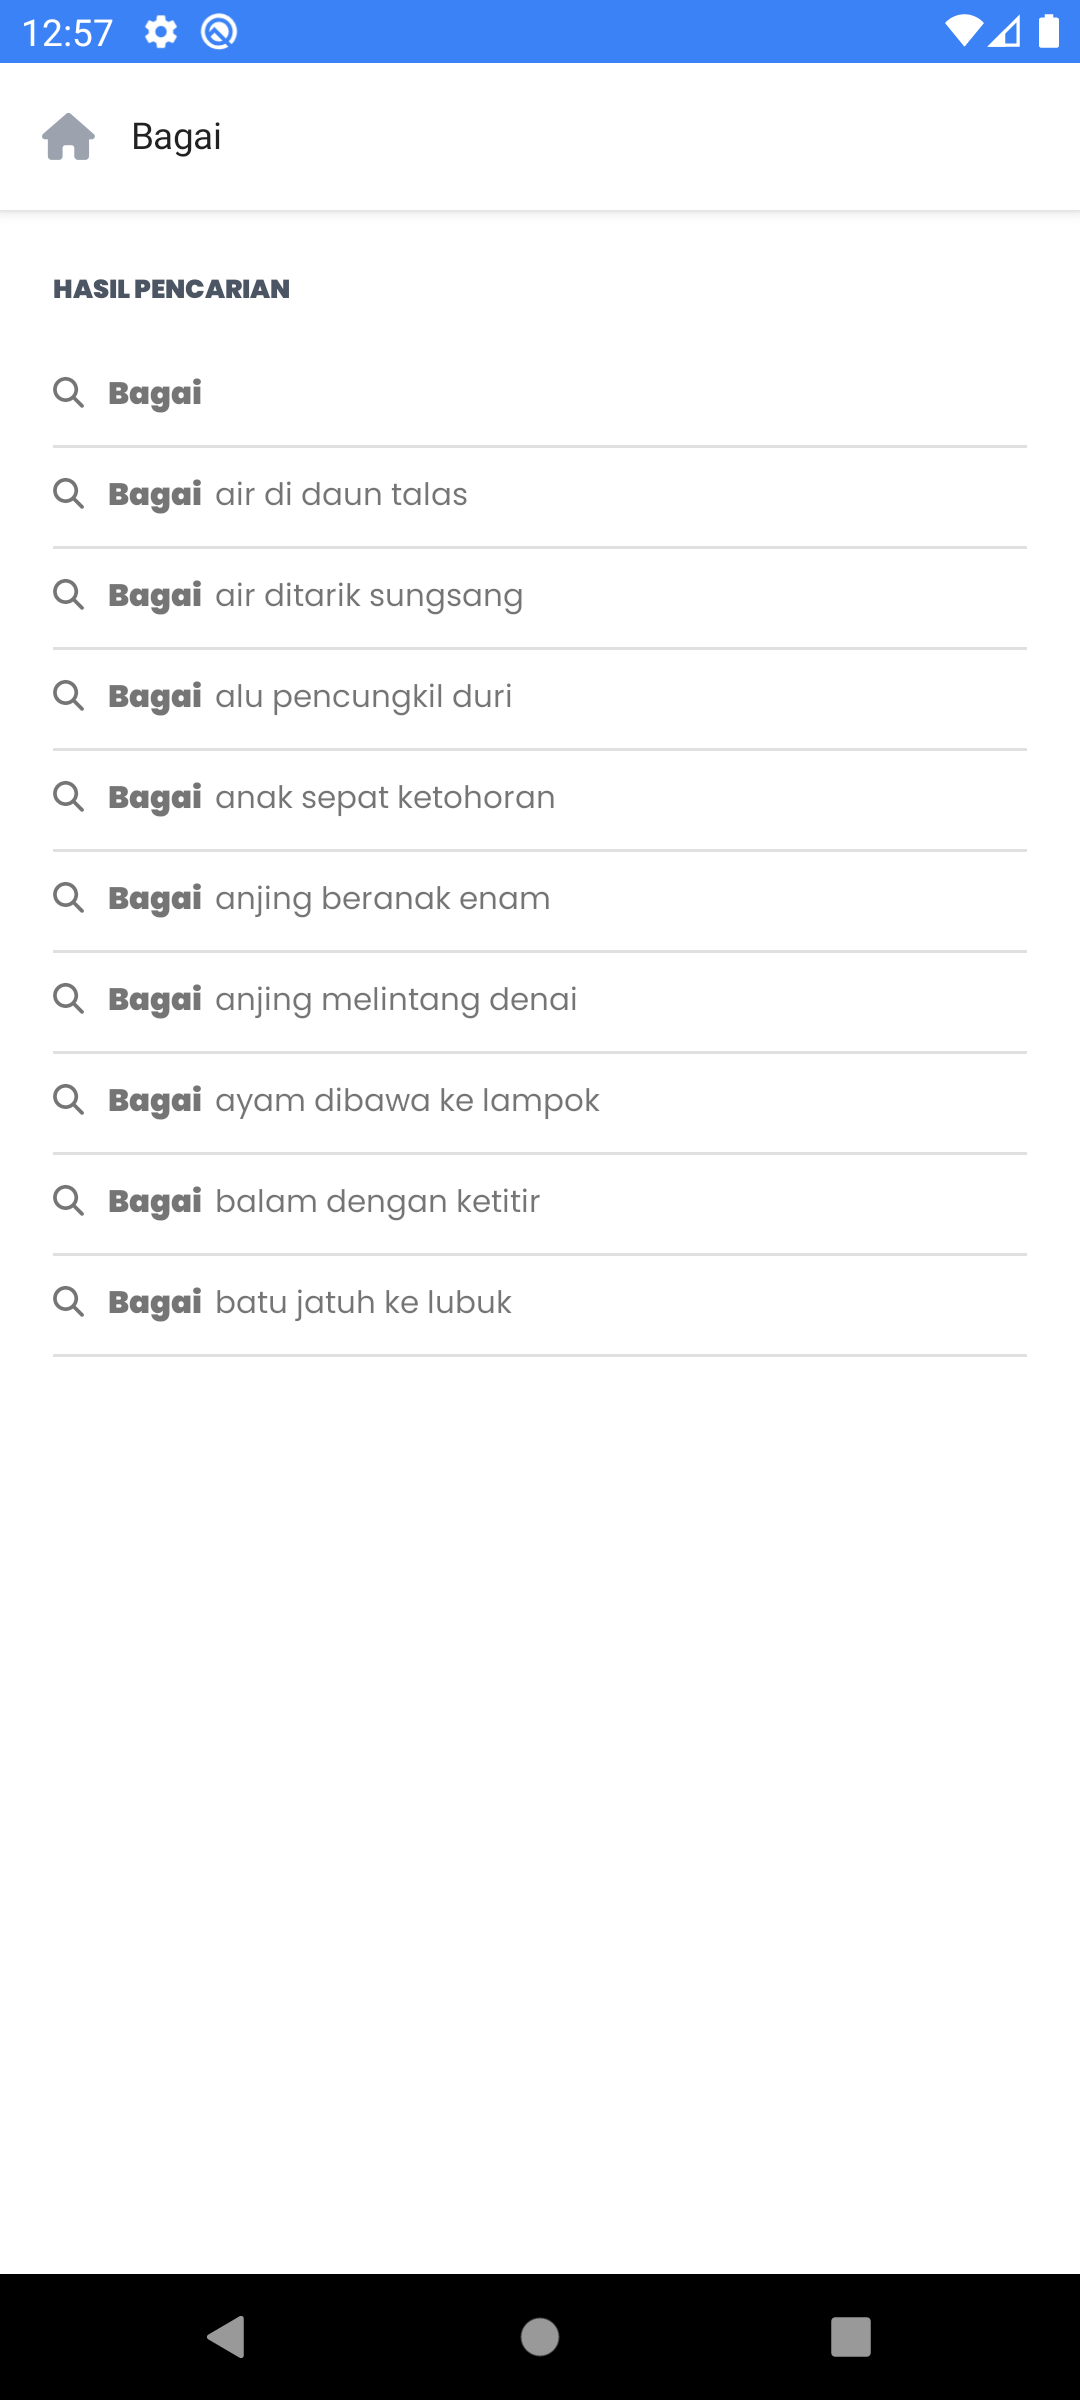 12:57
Bagai
HASIL PENCARIAN
Bagai
Bagai air di daun talas
Bagai air ditarik sungsang
Bagai alu pencungkil duri
Bagai anak sepat ketohoran
Bagai anjing beranak enam
Bagai anjing melintang denai
Bagai ayam dibawa ke lampok
Bagai balam dengan ketitir
Bagai batu jatuh ke lubuk